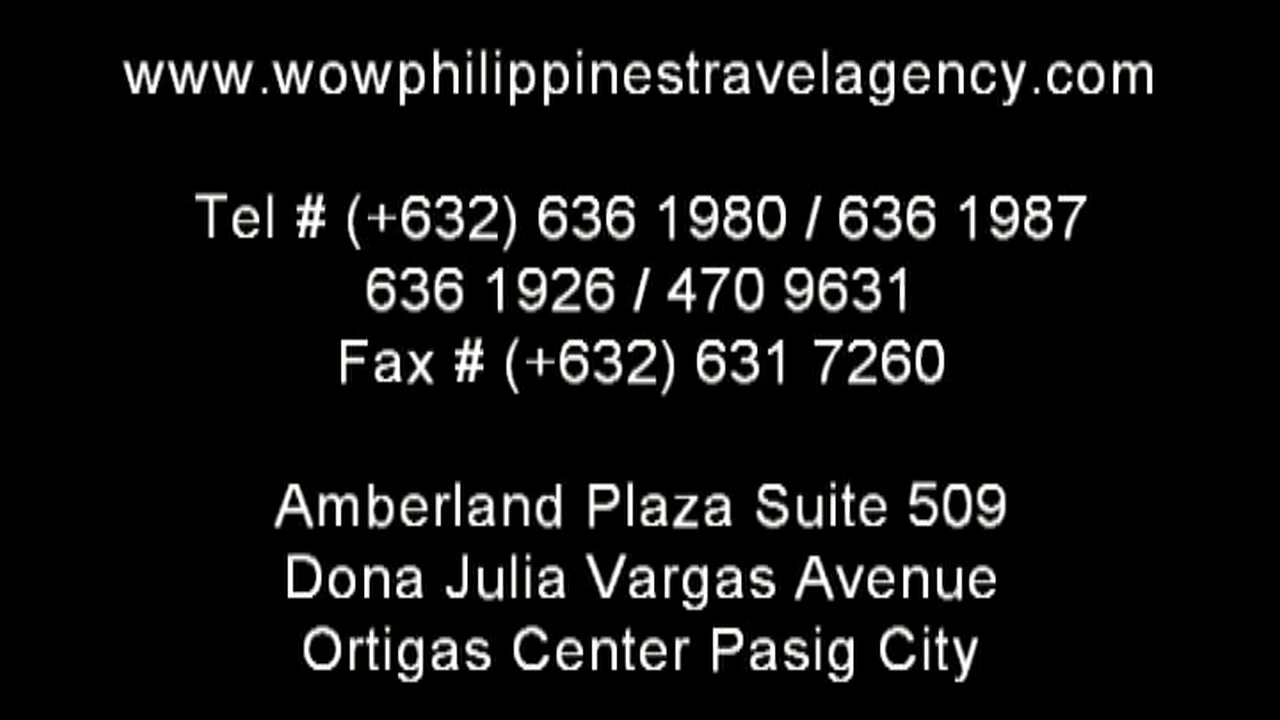 www.wowphilippinestravelagency.com
Tel # (+632) 636 1980 / 636 1987
636 1926 / 470 9631
Fax # (+632) 631 7260
Amberland Plaza Suite 509
Dona Julia Vargas Avenue
Ortigas Center Pasig City